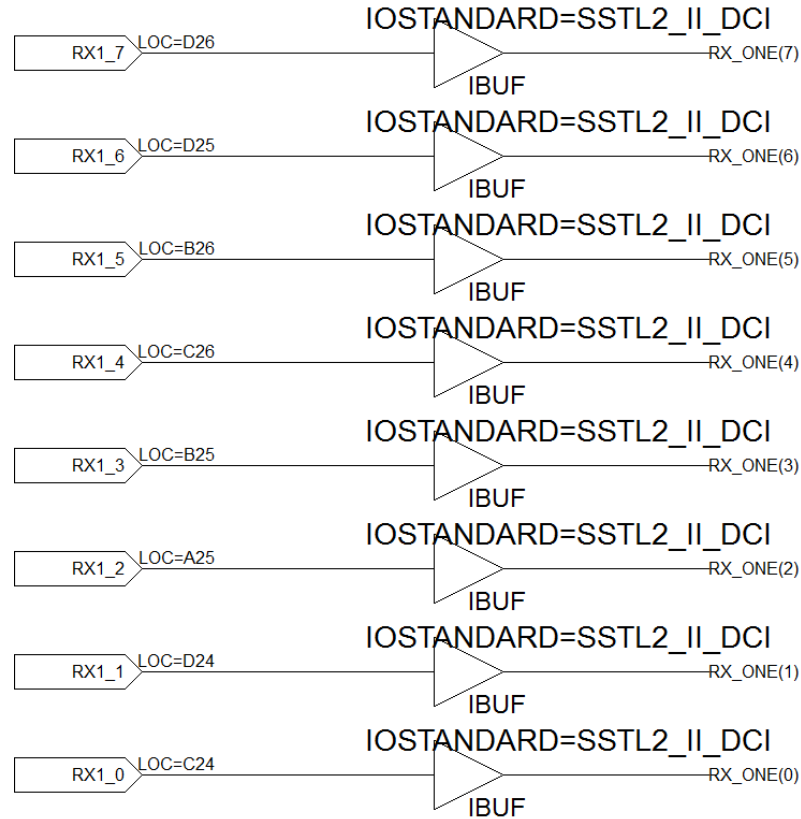 IOSTANDARD=SSTL2_II_DCI
RX1_7 LOC=D26 RX_ONE(7)
IBUF
IOSTANDARD=SSTL2_II_DCI
RX1_6 LOC=D25 RX_ONE(6)
IBUF
IOSTANDARD=SSTL2_II_DCI
RX1_5 LOC=B26 RX_ONE(5)
IBUF
IOSTANDARD=SSTL2_II_DCI
RX1_4 LOC=C26 RX_ONE(4)
IBUF
IOSTANDARD=SSTL2_II_DCI
RX1_3 LOC=B25 RX_ONE(3)
IBUF
IOSTANDARD=SSTL2_II_DCI
RX1_2 LOC=A25 RX_ONE(2)
IBUF
IOSTANDARD=SSTL2_II_DCI
RX1_1 LOC=D24 RX_ONE(1)
IBUF
IOSTANDARD=SSTL2_II_DCI
RX1_0 LOC=C24 RX_ONE(0)
IBUF